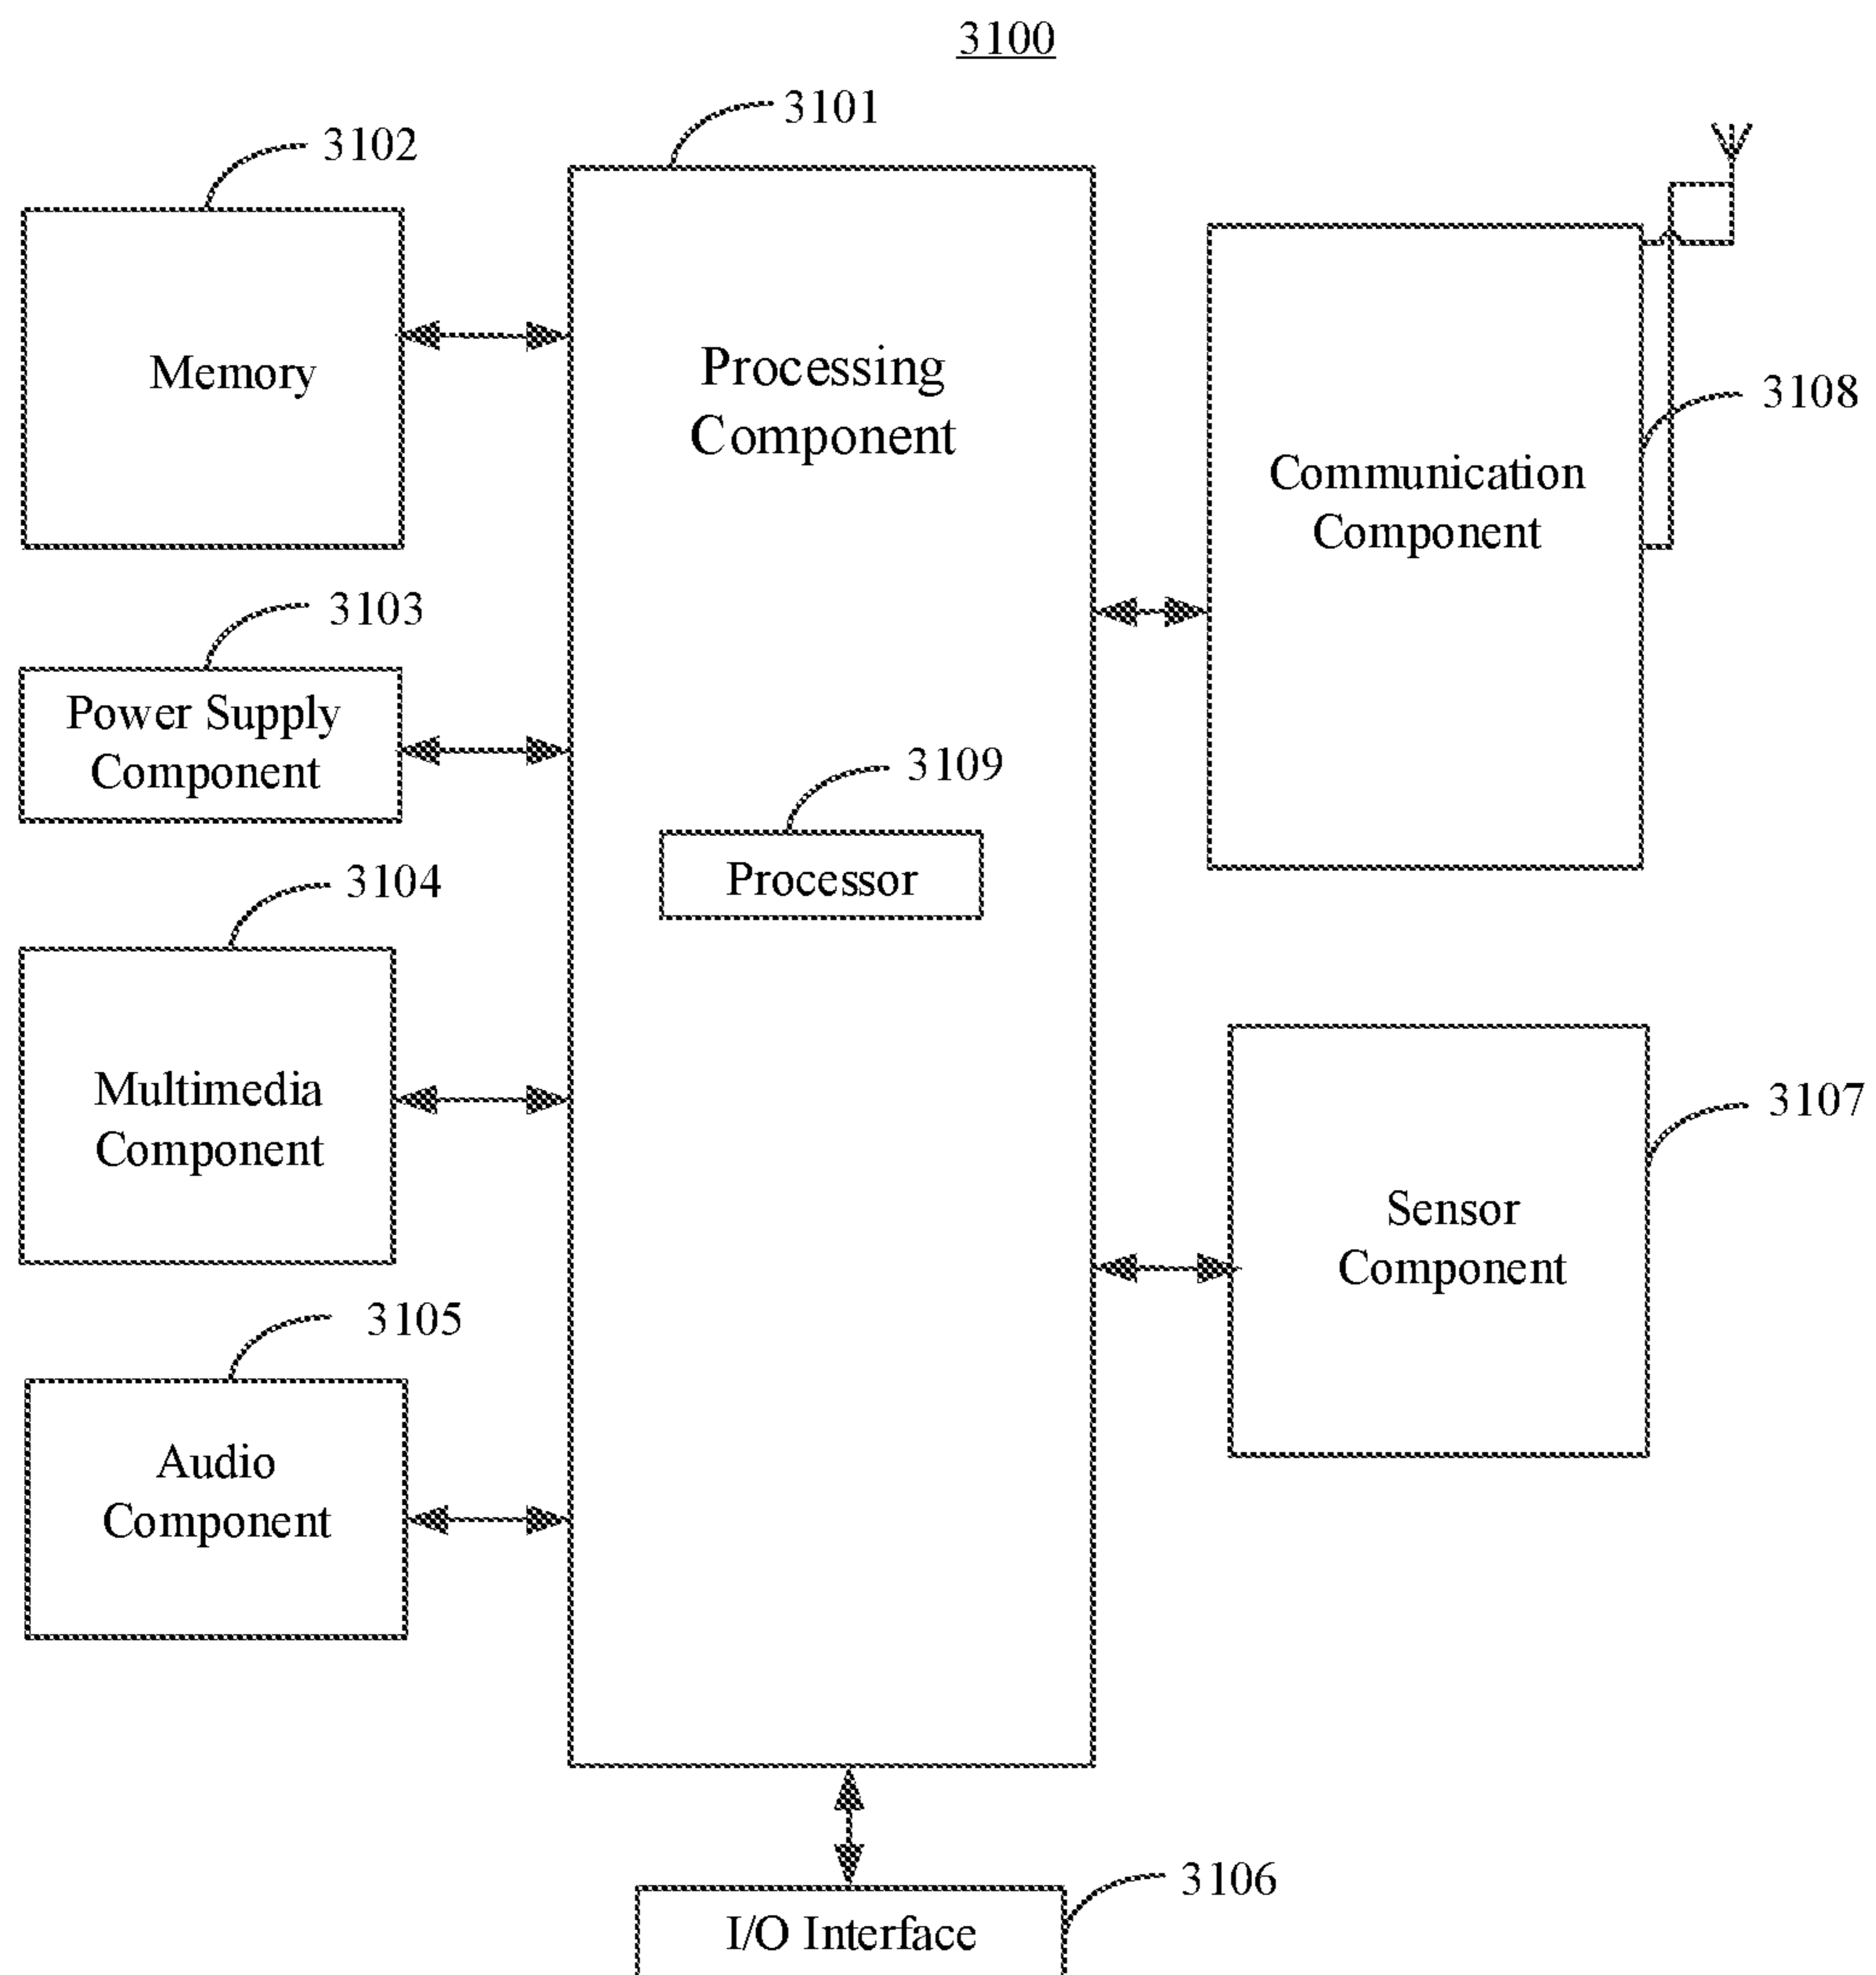 3100
3101
3102
Memory
Processing
Component
3108
Communication
Component
3103
Power Supply
Component
3109
Processor
3104
Multimedia
Component
3107
Sensor
Component
3105
Audio
Component
3106
I/O Interface